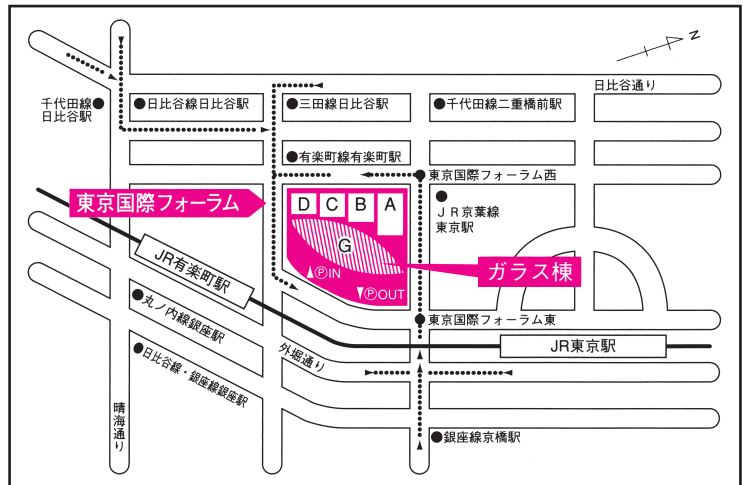 N
日比谷通り
千代田線
日比谷駅
日比谷線日比谷駅
三田線日比谷駅
千代田線二重橋前駅
有楽町線有楽町駅
東京国際フォーラム西
東京国際フォーラム
D
C
B
A
JR京葉線
東京駅
G
ガラス棟
JR有楽町駅
ⓅIN
ⓅOUT
丸ノ内線銀座駅
東京国際フォーラム東
JR東京駅
外堀通り
日比谷線・銀座線銀座駅
晴海通り
銀座線京橋駅